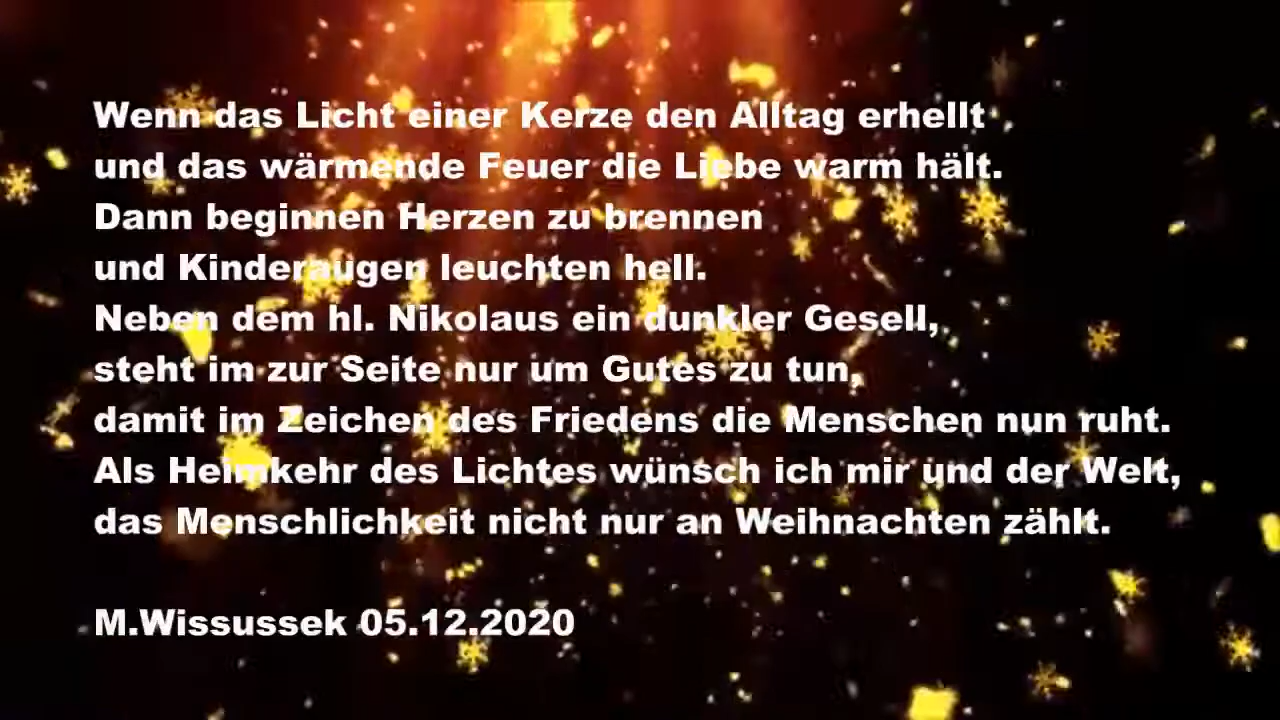 Wenn das Licht einer Kerze den Alltag erhellt
und das wärmende Feuer die Liebe warm hält.
Dann beginnen Herzen zu brennen
und Kinderaugen leuchten hell.
Neben dem hl. Nikolaus ein dunkler Gesell,
steht im zur Seite nur um Gutes zu tun,
damit im Zeichen des Friedens die Menschen nun ruht.
Als Heimkehr des Lichtes wünsch ich mir und der Welt,
das Menschlichkeit nicht nur an Weihnachten zählt.
M.Wissussek 05.12.2020